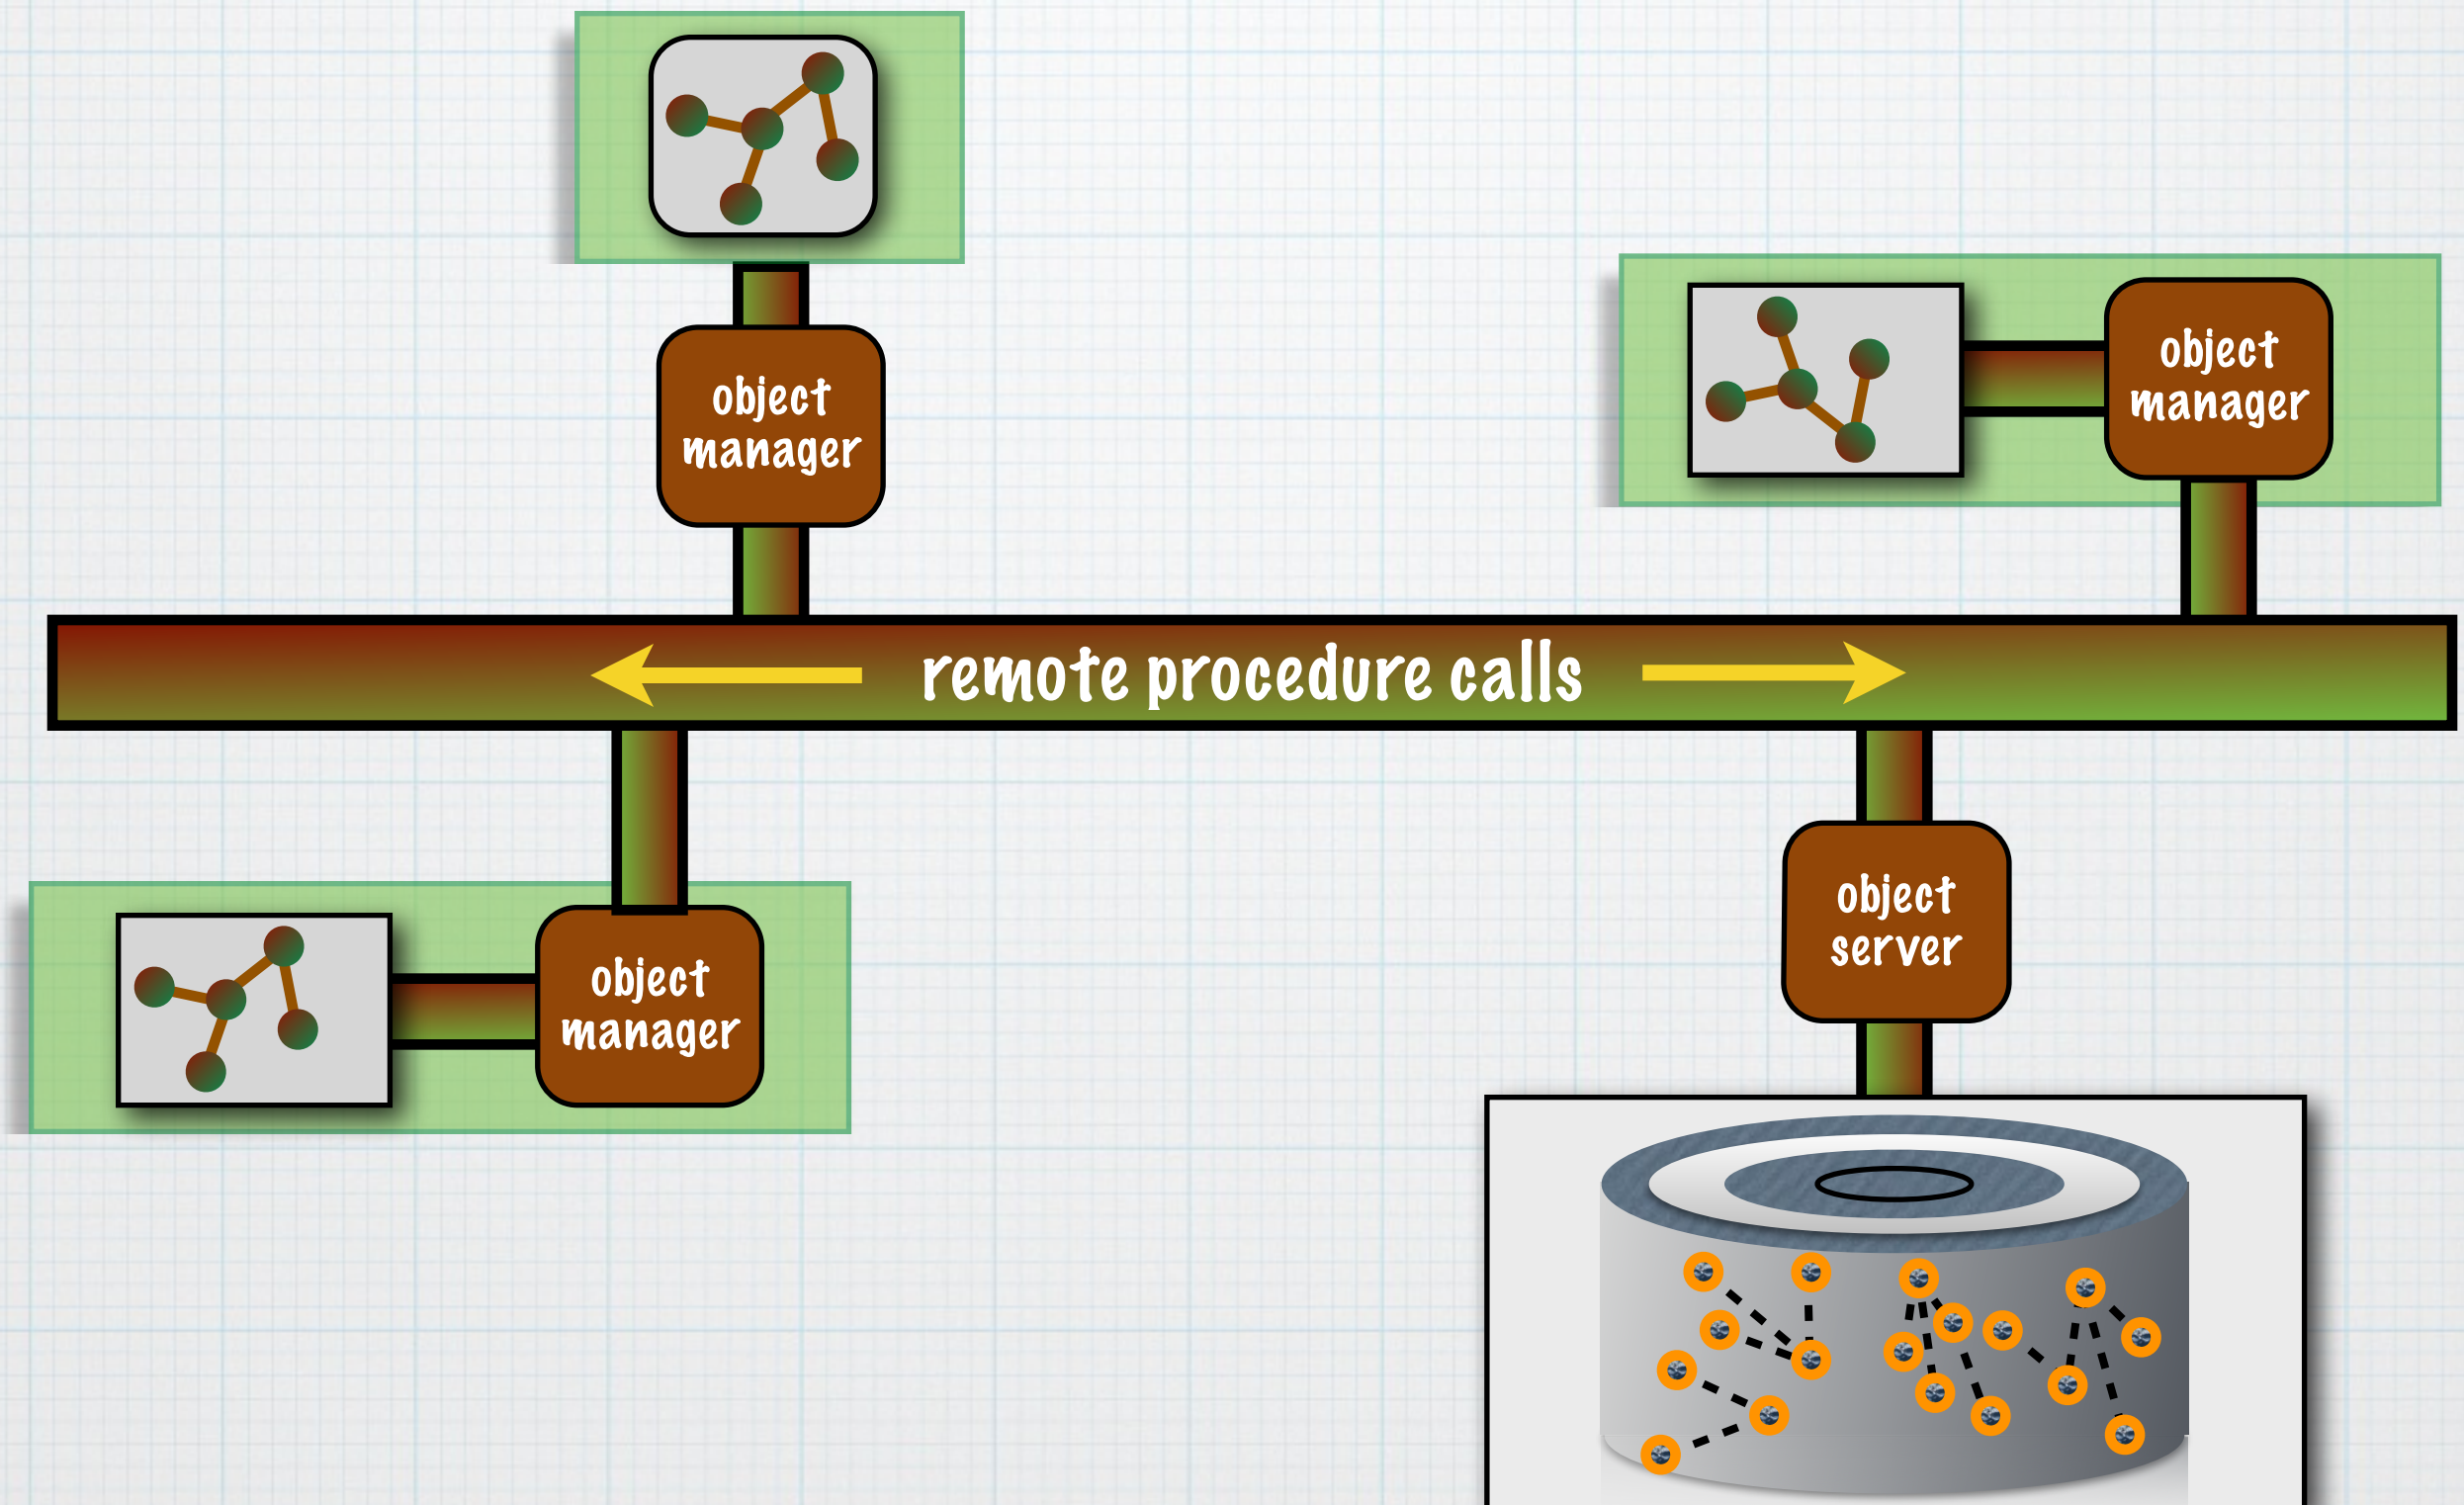 object
manager
object
manager
remote procedure calls
object
server
object
manager